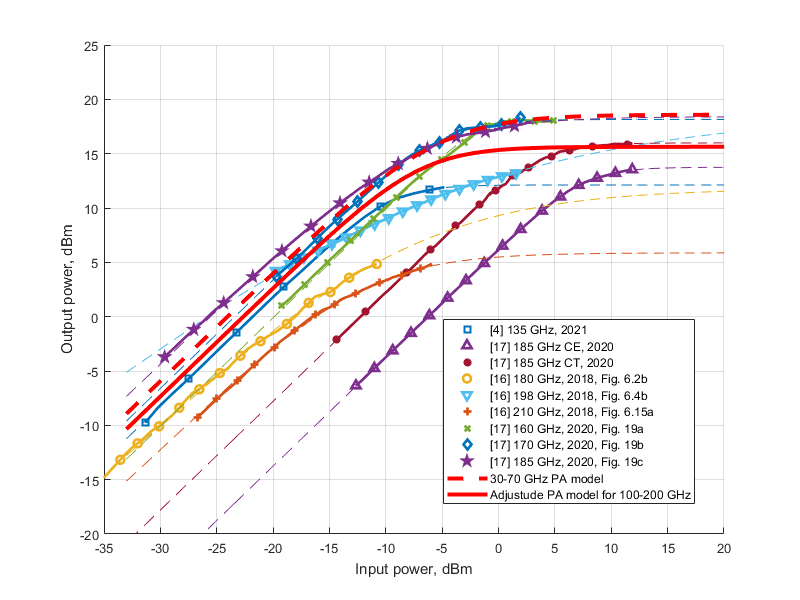 25
20
15
10
5
0
-5
-10
-15
-20
Output power, dBm
[4] 135 GHz, 2021
[17] 185 GHz CE, 2020
[17] 185 GHz CT, 2020
[16] 180 GHz, 2018, Fig. 6.2b
[16] 198 GHz, 2018, Fig. 6.4b
[16] 210 GHz, 2018, Fig. 6.15a
[17] 160 GHz, 2020, Fig. 19a
[17] 170 GHz, 2020, Fig. 19b
[17] 185 GHz, 2020, Fig. 19c
30-70 GHz PA model
Adjustude PA model for 100-200 GHz
-35 -30 -25 -20 -15 -10 -5 0 5 10 15 20
Input power, dBm